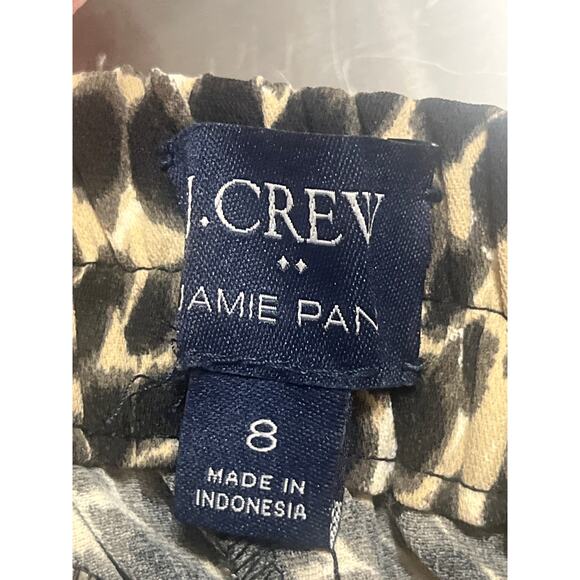 J.CREW
JAMIE PAN
8
MADE IN
INDONESIA